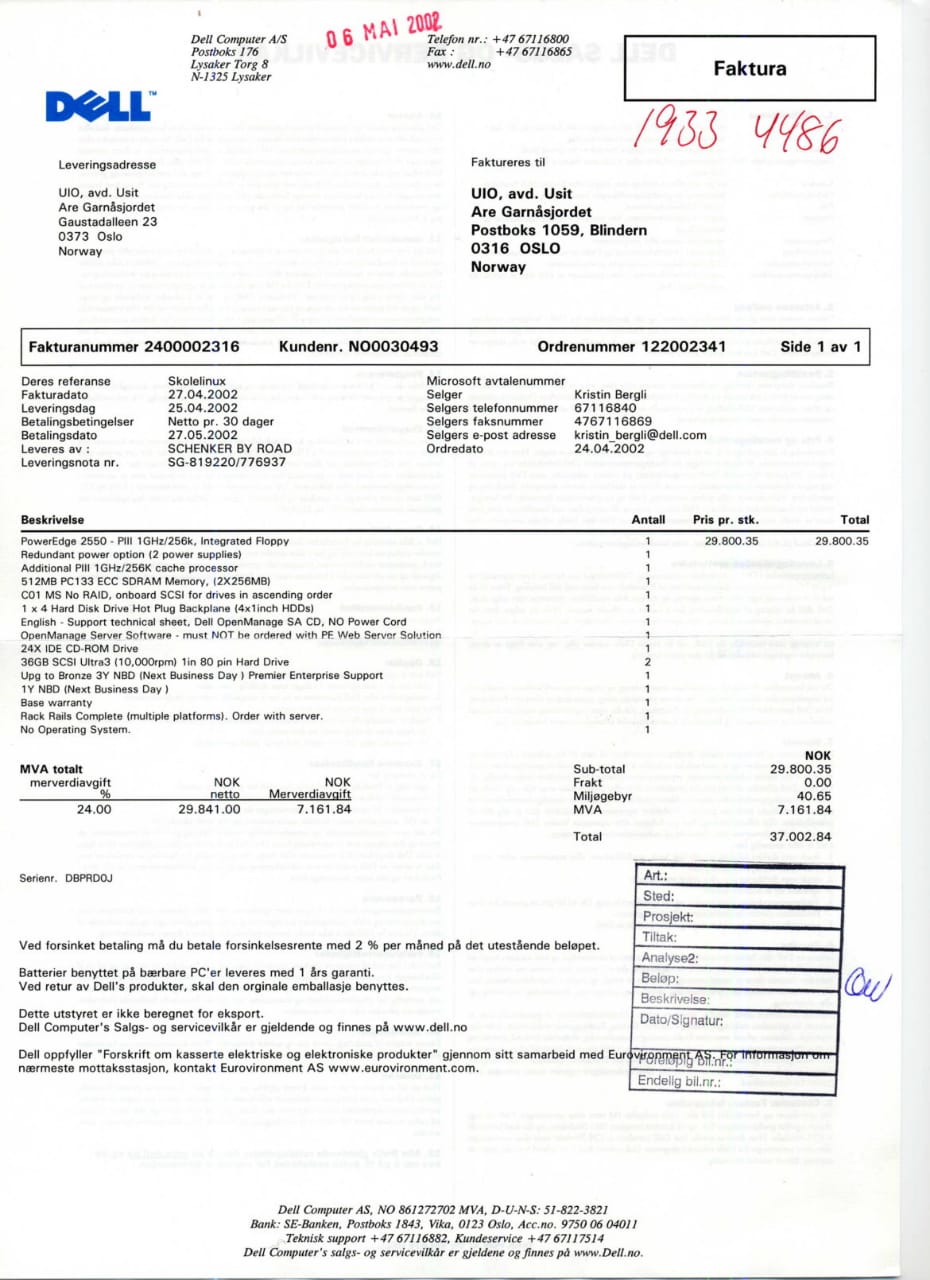 Dell Computer A/S
Postboks 176
Lysaker Torg 8
N-1325 Lysaker
06 MAI 2002
Telefon nr.: +47 67116800
Fax : +47 67116865
www.dell.no
Faktura
DELL™
1933 4486
Leveringsadresse
UIO, avd. Usit
Are Garnåsjordet
Gaustadalleen 23
0373 Oslo
Norway
Faktureres til
UIO, avd. Usit
Are Garnåsjordet
Postboks 1059, Blindern
0316 OSLO
Norway
Fakturanummer 2400002316 Kundenr. NO0030493 Ordrenummer 122002341 Side 1 av 1
Deres referanse Skolelinux
Fakturadato 27.04.2002
Leveringsdag 25.04.2002
Betalingsbetingelser Netto pr. 30 dager
Betalingsdato 27.05.2002
Leveres av : SCHENKER BY ROAD
Leveringsnota nr. SG-819220/776937
Microsoft avtalenummer
Selger Kristin Bergli
Selgers telefonnummer 67116840
Selgers faksnummer 4767116869
Selgers e-post adresse kristin_bergli@dell.com
Ordredato 24.04.2002
Beskrivelse Antall Pris pr. stk. Total
PowerEdge 2550 - PIII 1GHz/256k, Integrated Floppy 1 29.800.35 29.800.35
Redundant power option (2 power supplies) 1
Additional PIII 1GHz/256K cache processor 1
512MB PC133 ECC SDRAM Memory, (2X256MB) 1
C01 MS No RAID, onboard SCSI for drives in ascending order 1
1 x 4 Hard Disk Drive Hot Plug Backplane (4x1inch HDDs) 1
English - Support technical sheet, Dell OpenManage SA CD, NO Power Cord 1
OpenManage Server Software - must NOT be ordered with PE Web Server Solution 1
24X IDE CD-ROM Drive 1
36GB SCSI Ultra3 (10,000rpm) 1in 80 pin Hard Drive 2
Upg to Bronze 3Y NBD (Next Business Day ) Premier Enterprise Support 1
1Y NBD (Next Business Day ) 1
Base warranty 1
Rack Rails Complete (multiple platforms). Order with server. 1
No Operating System. 1
MVA totalt
merverdiavgift % NOK netto NOK Merverdiavgift
24.00 29.841.00 7.161.84
NOK
Sub-total 29.800.35
Frakt 0.00
Miljøgebyr 40.65
MVA 7.161.84
Total 37.002.84
Serienr. DBPRD0J
Art.:
Sted:
Prosjekt:
Tiltak:
Analyse2:
Beløp:
Beskrivelse:
Dato/Signatur:
Foreløpig bil.nr.:
Endelig bil.nr.:
Ved forsinket betaling må du betale forsinkelsesrente med 2 % per måned på det utestående beløpet.
Batterier benyttet på bærbare PC'er leveres med 1 års garanti.
Ved retur av Dell's produkter, skal den orginale emballasje benyttes.
Dette utstyret er ikke beregnet for eksport.
Dell Computer's Salgs- og servicevilkår er gjeldende og finnes på www.dell.no
Dell oppfyller "Forskrift om kasserte elektriske og elektroniske produkter" gjennom sitt samarbeid med Eurovironment AS. For informasjon om
nærmeste mottaksstasjon, kontakt Eurovironment AS www.eurovironment.com.
Dell Computer AS, NO 861272702 MVA, D-U-N-S: 51-822-3821
Bank: SE-Banken, Postboks 1843, Vika, 0123 Oslo, Acc.no. 9750 06 04011
Teknisk support +47 67116882, Kundeservice +47 67117514
Dell Computer's salgs- og servicevilkår er gjeldene og finnes på www.Dell.no.